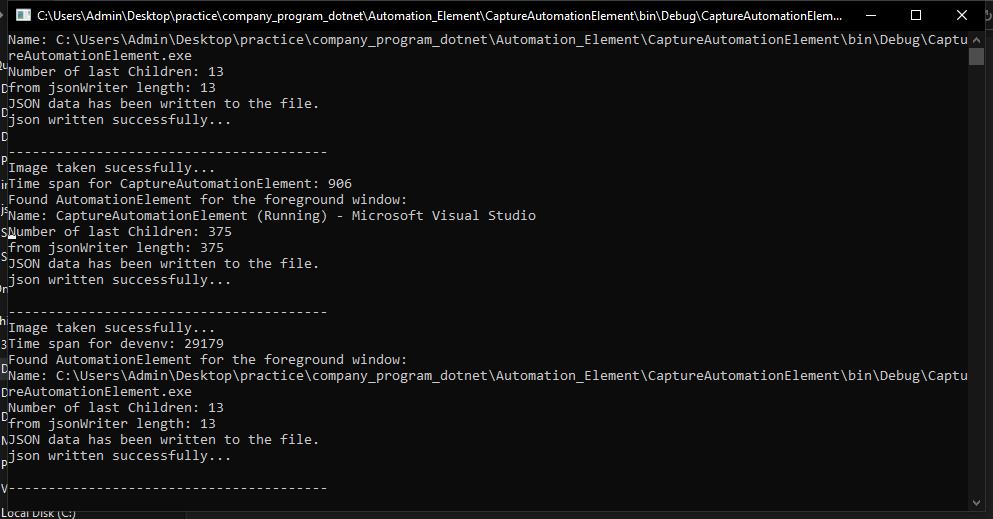 C:\Users\Admin\Desktop\practice\company_program_dotnet\Automation_Element\CaptureAutomationElement\bin\Debug\CaptureAutomationElem...
Name: C:\Users\Admin\Desktop\practice\company_program_dotnet\Automation_Element\CaptureAutomationElement\bin\Debug\Captu
reAutomationElement.exe
Number of last Children: 13
from jsonWriter length: 13
JSON data has been written to the file.
json written successfully...
----------------------------------------
Image taken sucessfully...
Time span for CaptureAutomationElement: 906
Found AutomationElement for the foreground window:
Name: CaptureAutomationElement (Running) - Microsoft Visual Studio
Number of last Children: 375
from jsonWriter length: 375
JSON data has been written to the file.
json written successfully...
----------------------------------------
Image taken sucessfully...
Time span for devenv: 29179
Found AutomationElement for the foreground window:
Name: C:\Users\Admin\Desktop\practice\company_program_dotnet\Automation_Element\CaptureAutomationElement\bin\Debug\Captu
reAutomationElement.exe
Number of last Children: 13
from jsonWriter length: 13
JSON data has been written to the file.
json written successfully...
----------------------------------------
Local Disk (C:)